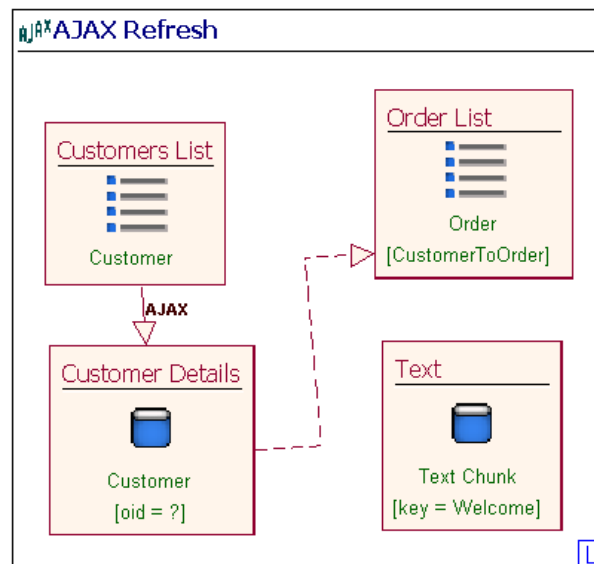 AJAX AJAX Refresh
Customers List
Customer
AJAX
Customer Details
Customer
[oid = ?]
Order List
Order
[CustomerToOrder]
Text
Text Chunk
[key = Welcome]
L